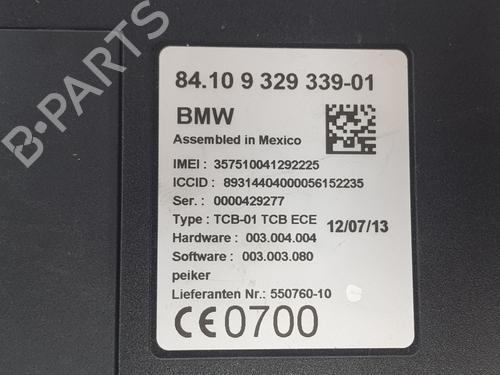 84.10 9 329 339-01
BMW
Assembled in Mexico
IMEI : 357510041292225
ICCID : 89314404000056152235
Ser. : 0000429277
Type : TCB-01 TCB ECE
12/07/13
Hardware : 003.004.004
Software : 003.003.080
peiker
Lieferanten Nr.: 550760-10
CE0700
B-PARTS